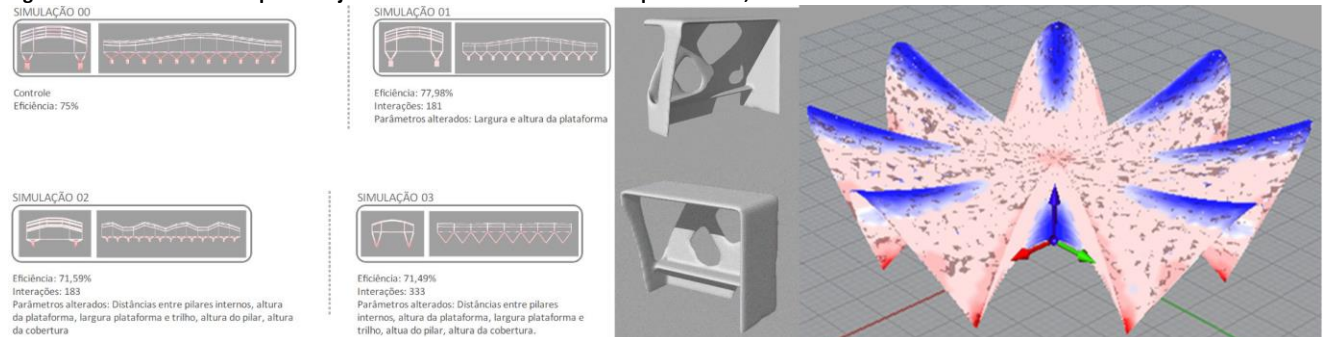 SIMULAÇÃO 00
Controle
Eficiência: 75%
SIMULAÇÃO 01
Eficiência: 77,98%
Interações: 181
Parâmetros alterados: Largura e altura da plataforma
SIMULAÇÃO 02
Eficiência: 71,59%
Interações: 183
Parâmetros alterados: Distâncias entre pilares internos, altura
da plataforma, largura plataforma e trilho, altura do pilar, altura
da cobertura
SIMULAÇÃO 03
Eficiência: 71,49%
Interações: 333
Parâmetros alterados: Distâncias entre pilares
internos, altura da plataforma, largura plataforma e
trilho, altua do pilar, altura da cobertura.